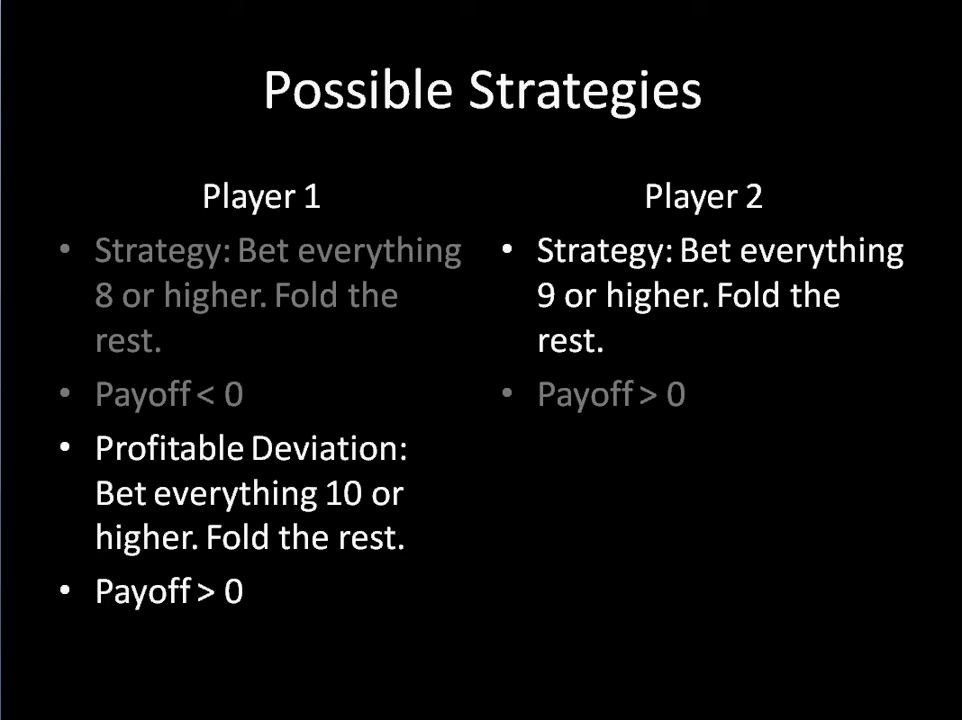 Possible Strategies
Player 1
• Strategy: Bet everything
8 or higher. Fold the
rest.
• Payoff < 0
• Profitable Deviation:
Bet everything 10 or
higher. Fold the rest.
• Payoff > 0
Player 2
• Strategy: Bet everything
9 or higher. Fold the
rest.
• Payoff > 0